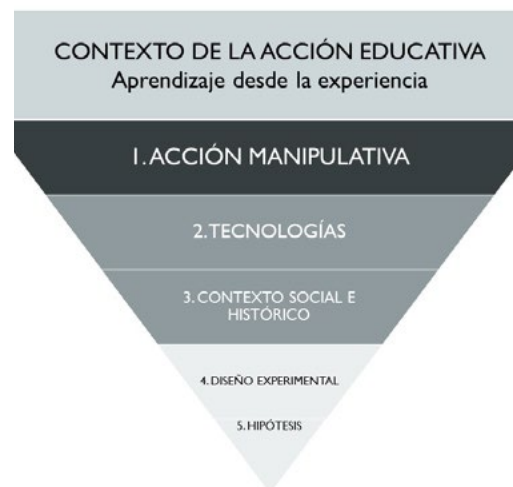 CONTEXTO DE LA ACCIÓN EDUCATIVA
Aprendizaje desde la experiencia
1. ACCIÓN MANIPULATIVA
2. TECNOLOGÍAS
3. CONTEXTO SOCIAL E
HISTÓRICO
4. DISEÑO EXPERIMENTAL
5. HIPÓTESIS